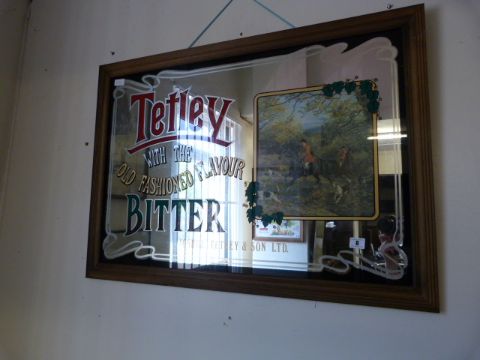 Tetley
WITH THE
OLD FASHIONED FLAVOUR
BITTER
TETLEY & SON LTD.